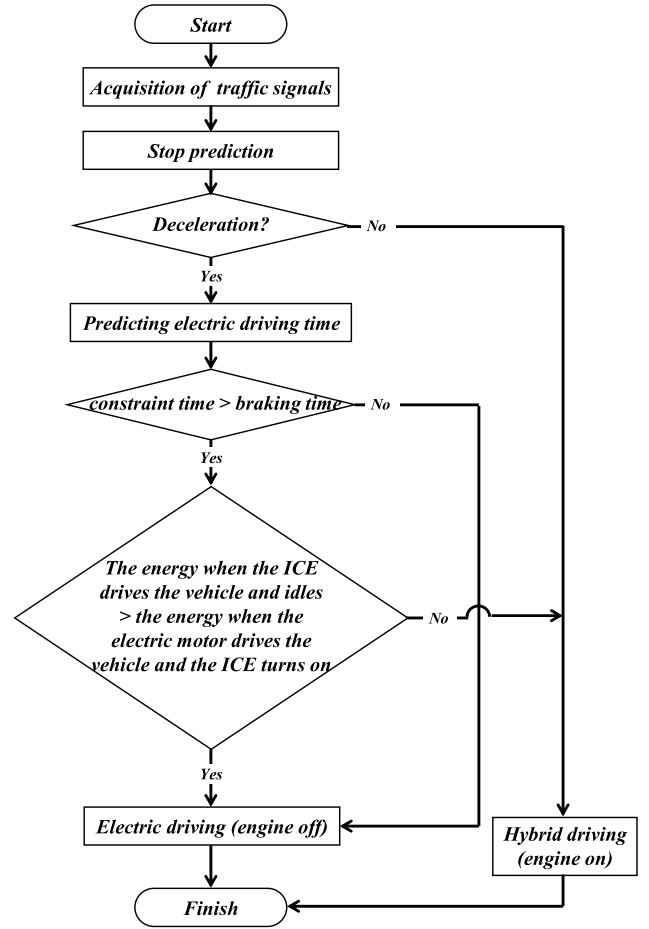 Start
Acquisition of traffic signals
Stop prediction
Deceleration?
No
Yes
Predicting electric driving time
constraint time > braking time
No
Yes
The energy when the ICE
drives the vehicle and idles
> the energy when the
electric motor drives the
vehicle and the ICE turns on
No
Yes
Electric driving (engine off)
Hybrid driving
(engine on)
Finish